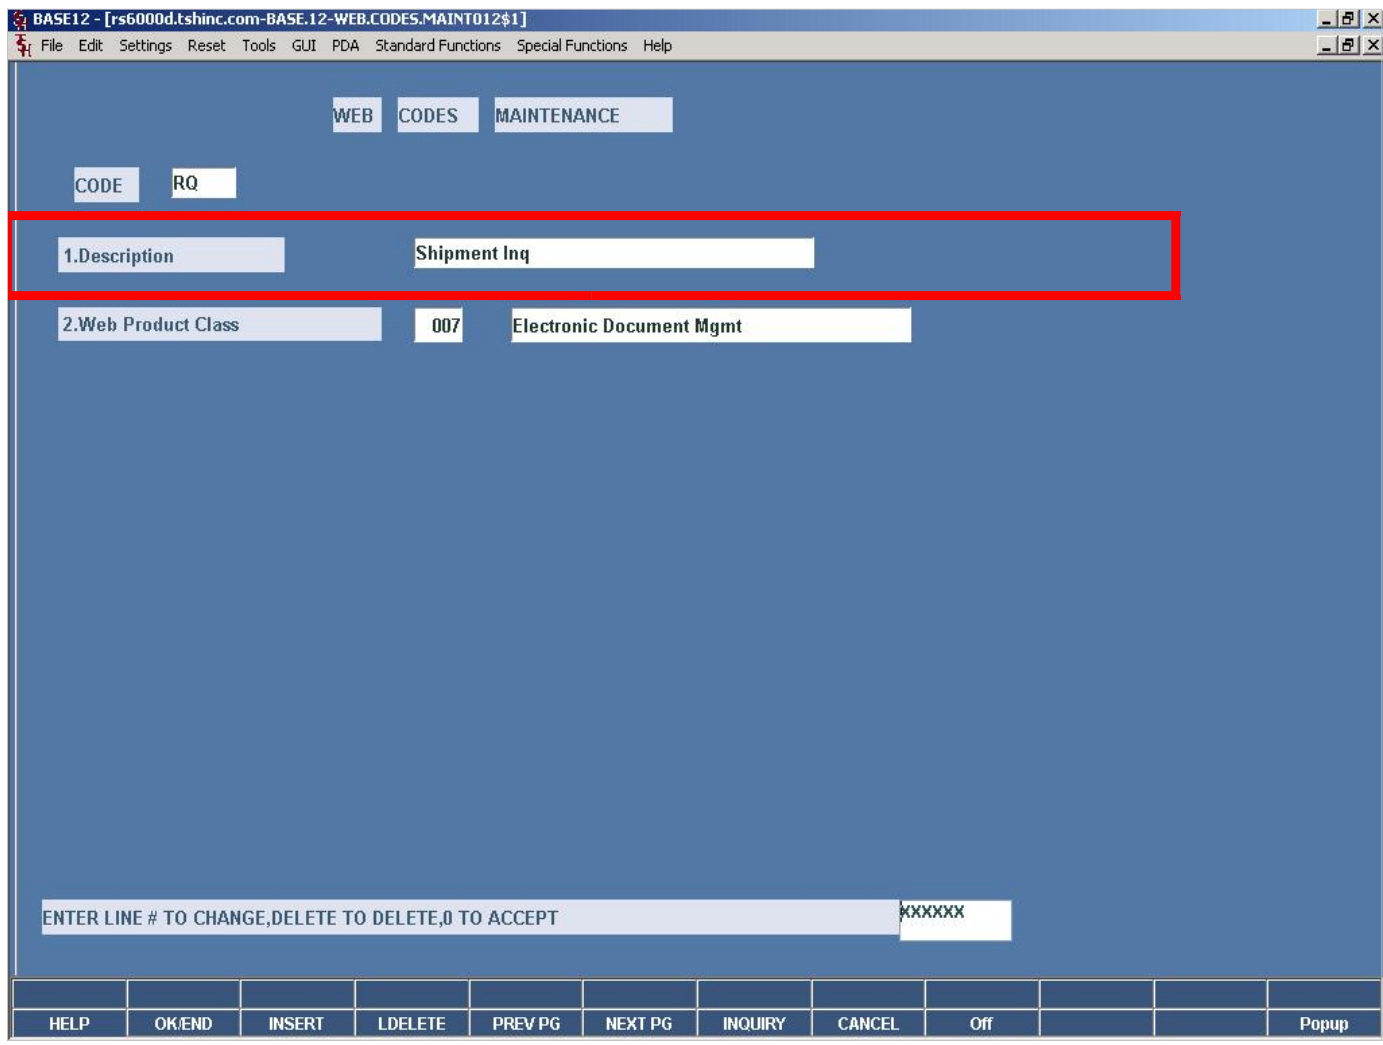 BASE12 - [rs6000d.tshinc.com-BASE.12-WEB.CODES.MAINT012$1]
File Edit Settings Reset Tools GUI PDA Standard Functions Special Functions Help
WEB CODES MAINTENANCE
CODE RQ
1.Description Shipment Inq
2.Web Product Class 007 Electronic Document Mgmt
ENTER LINE # TO CHANGE,DELETE TO DELETE,0 TO ACCEPT XXXXXX
HELP OK/END INSERT LDELETE PREV PG NEXT PG INQUIRY CANCEL Off Popup